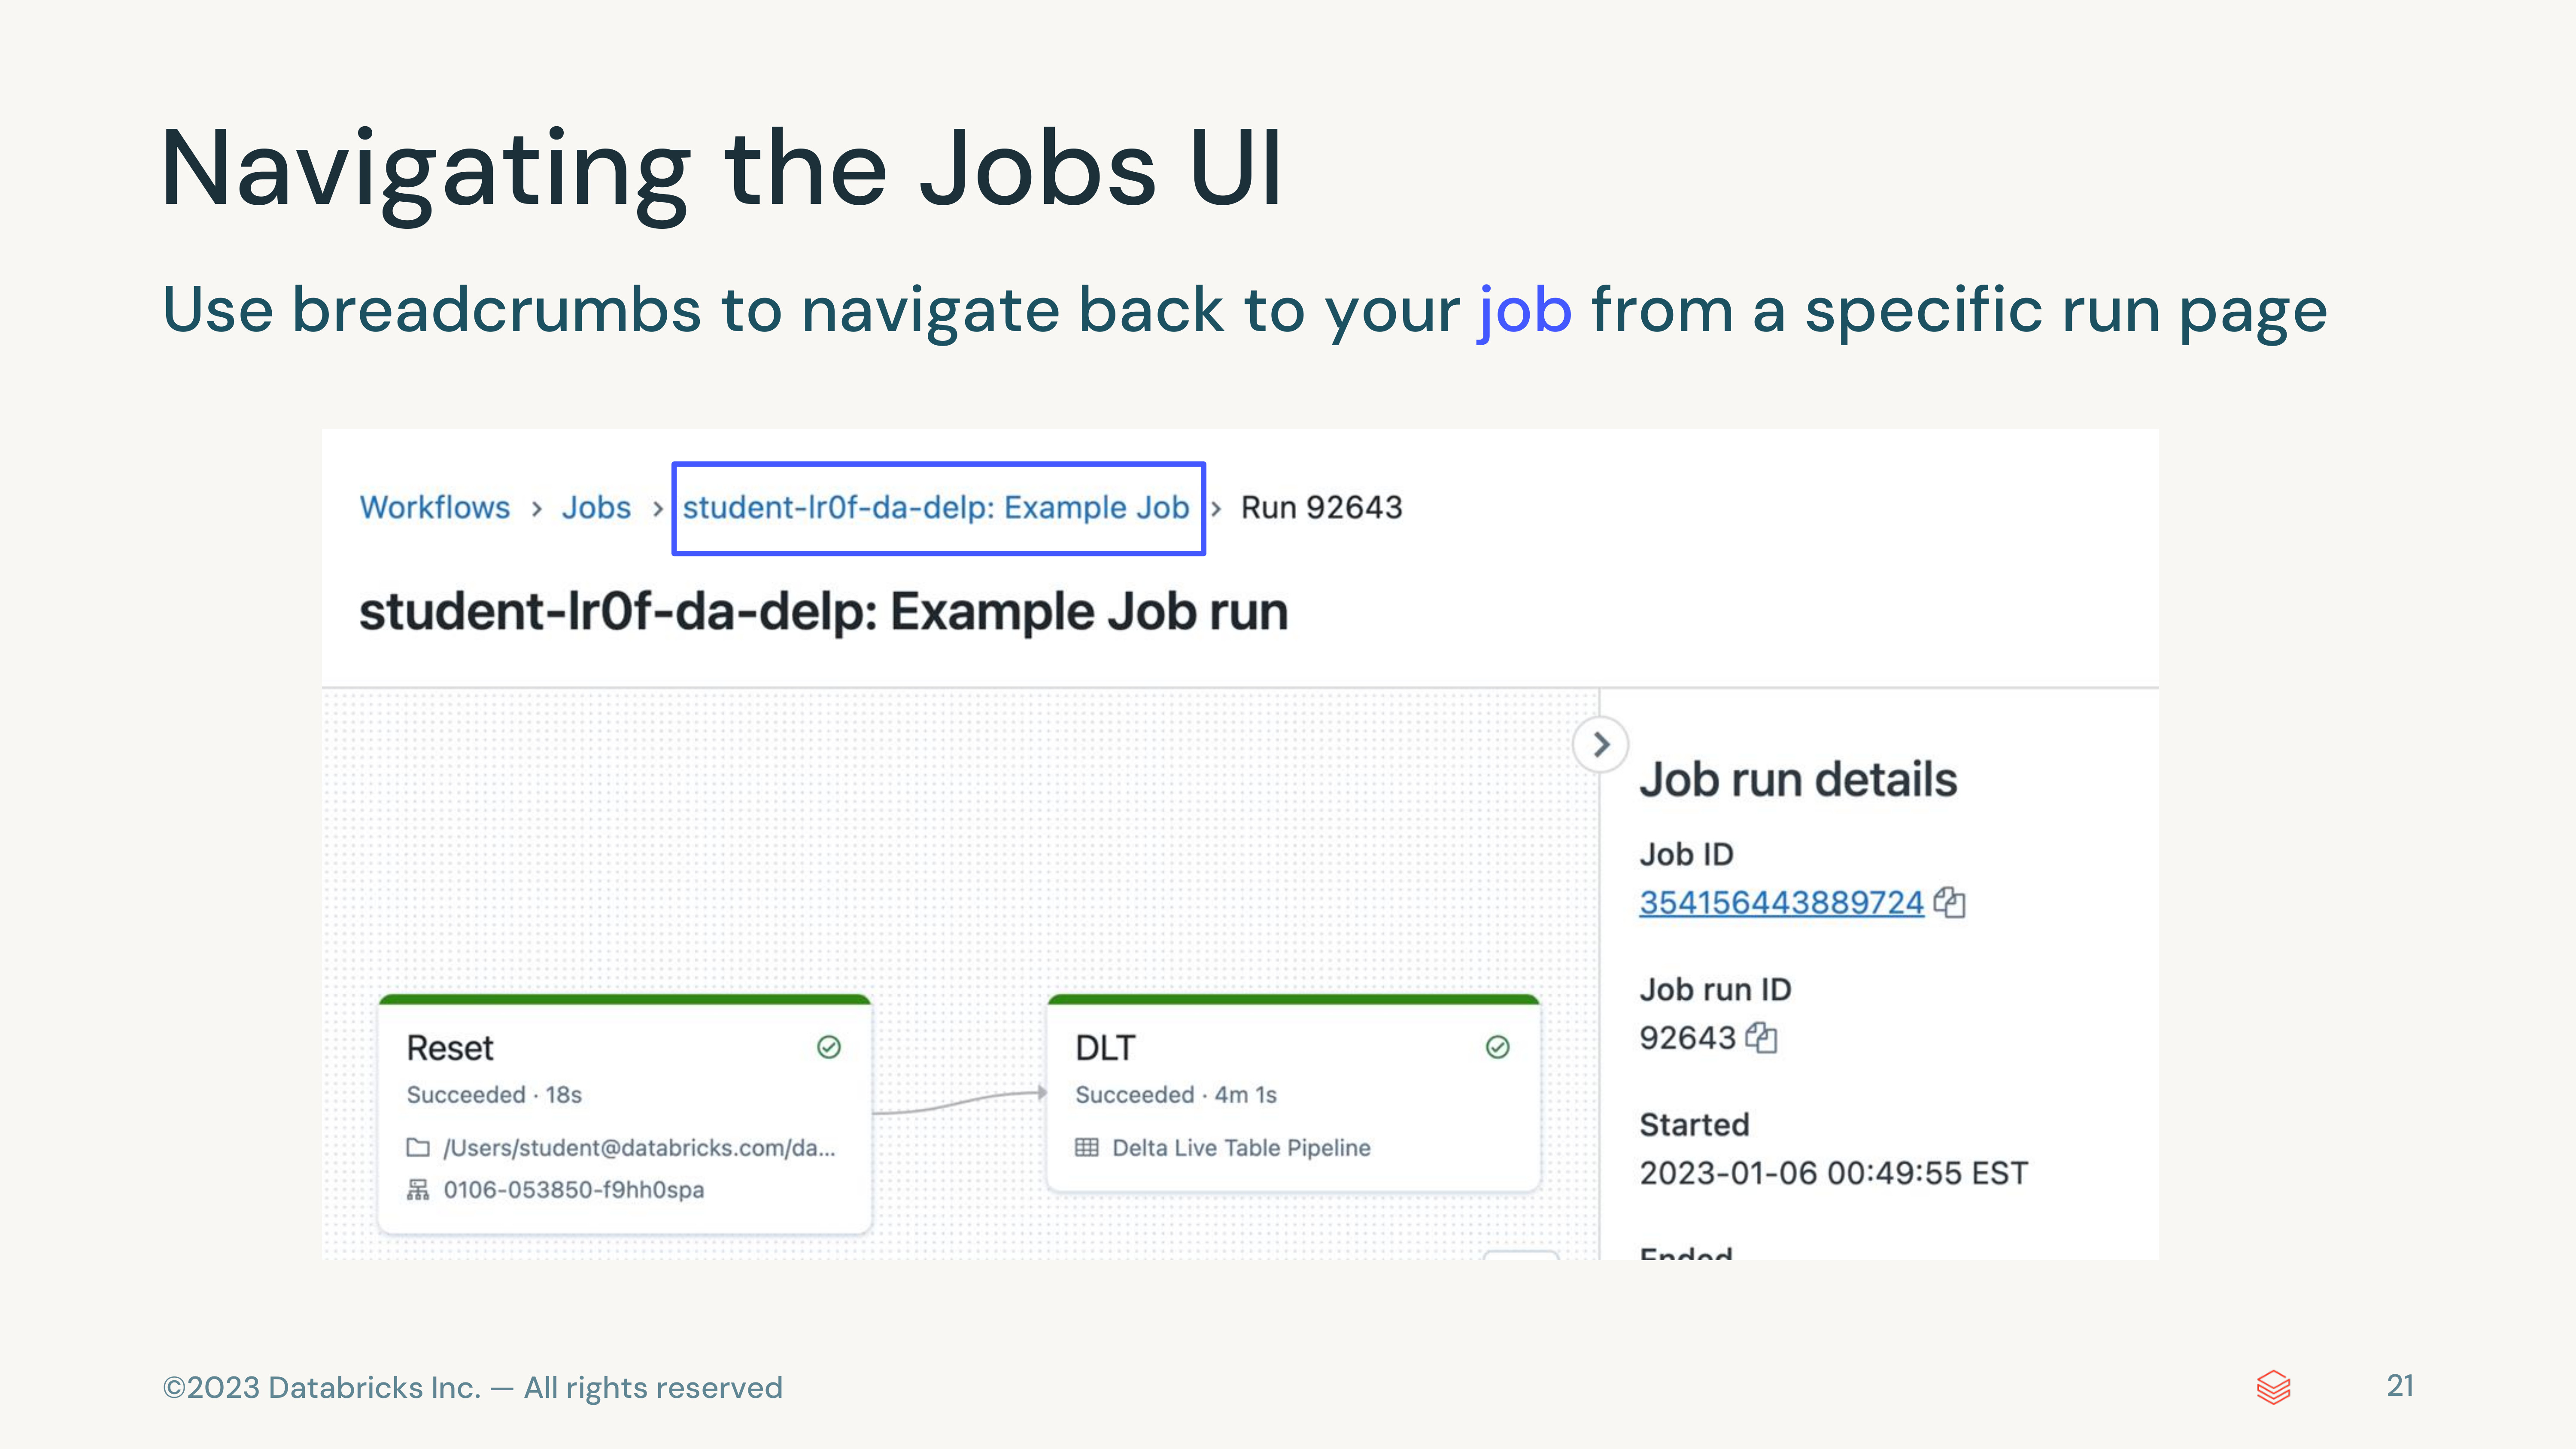 Navigating the Jobs UI
Use breadcrumbs to navigate back to your job from a specific run page
Workflows > Jobs > student-lr0f-da-delp: Example Job > Run 92643
student-lr0f-da-delp: Example Job run
Job run details
Job ID
354156443889724
Job run ID
92643
Started
2023-01-06 00:49:55 EST
Ended
Reset
Succeeded · 18s
/Users/student@databricks.com/da...
0106-053850-f9hh0spa
DLT
Succeeded · 4m 1s
Delta Live Table Pipeline
©2023 Databricks Inc. — All rights reserved
21